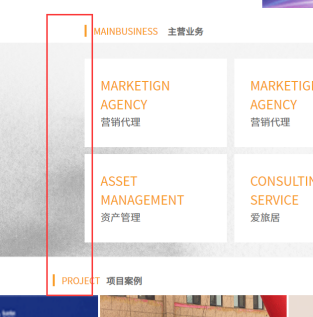 MAINBUSINESS 主营业务
MARKETIGN
AGENCY
营销代理
MARKETIG
AGENCY
营销代理
ASSET
MANAGEMENT
资产管理
CONSULTIN
SERVICE
爱旅居
PROJECT 项目案例